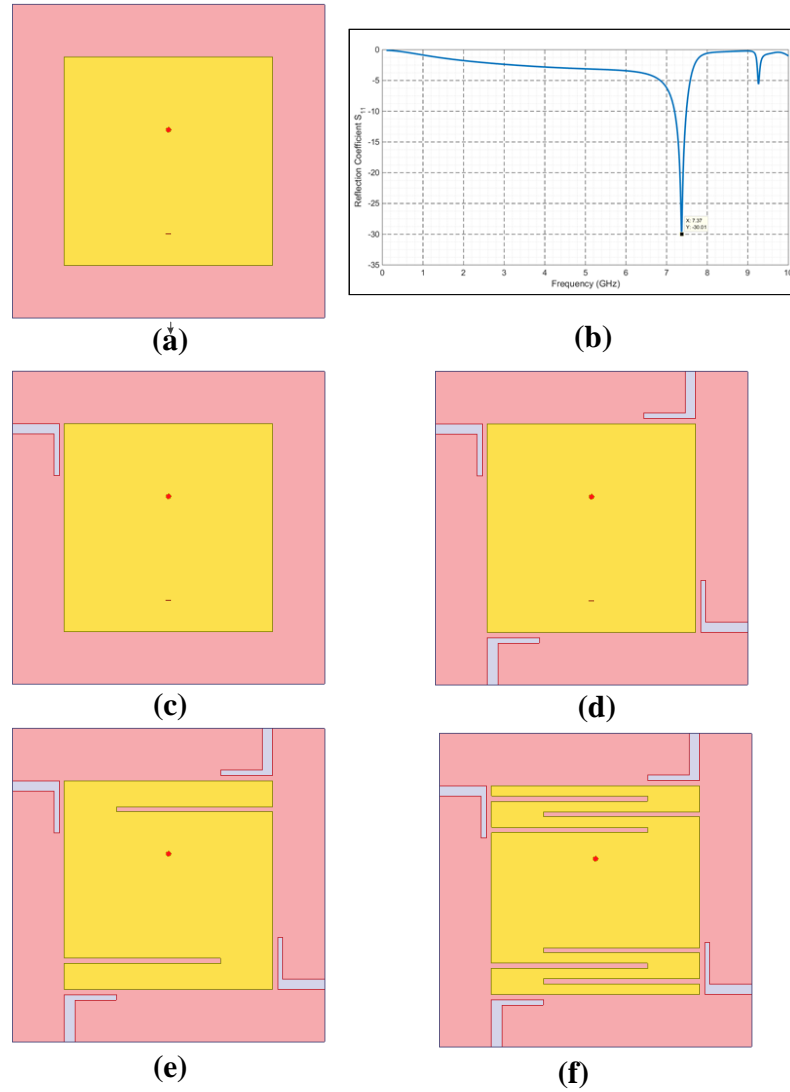 0
-5
-10
-15
-20
-25
-30
-35
Reflection Coefficient S11
X: 7.37
Y: -30.01
0 1 2 3 4 5 6 7 8 9 10
Frequency (GHz)
(a)
(b)
(c)
(d)
(e)
(f)